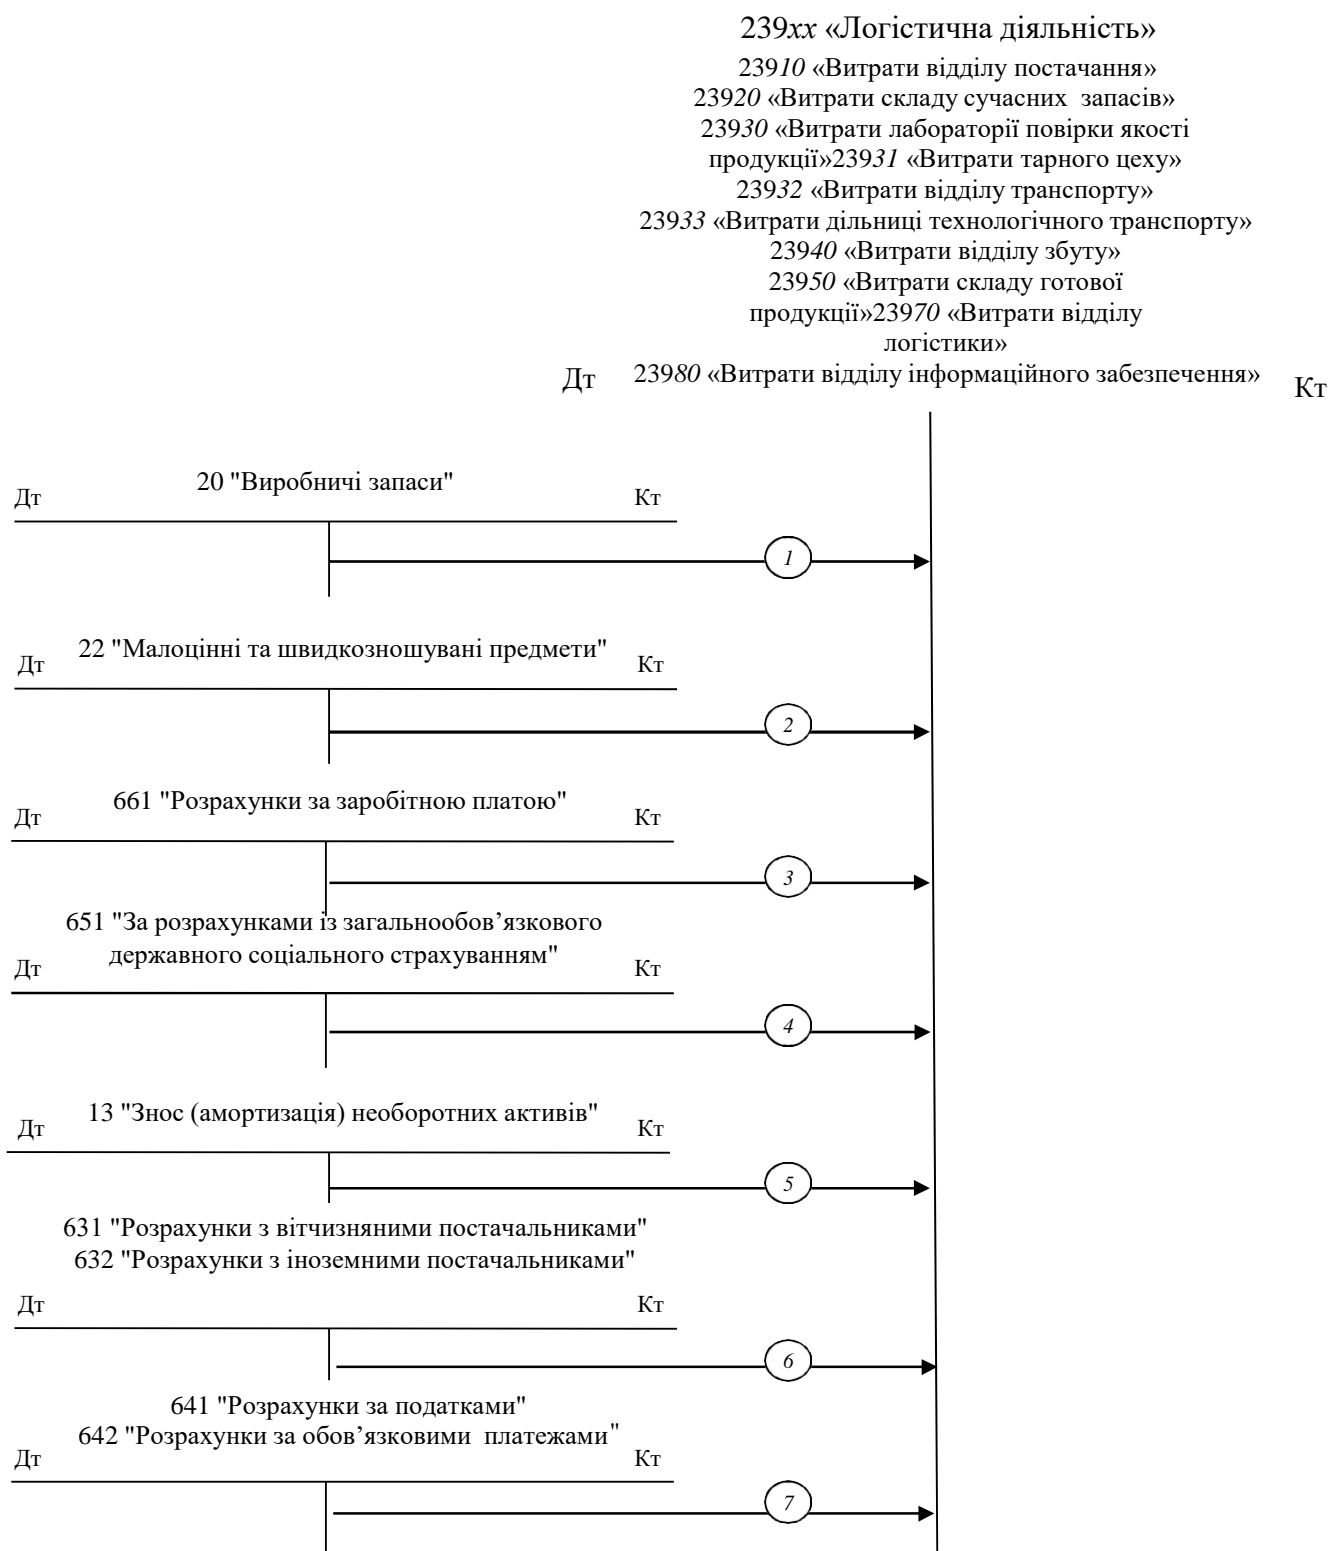 239xx «Логістична діяльність»
23910 «Витрати відділу постачання»
23920 «Витрати складу сучасних запасів»
23930 «Витрати лабораторії повірки якості
продукції»23931 «Витрати тарного цеху»
23932 «Витрати відділу транспорту»
23933 «Витрати дільниці технологічного транспорту»
23940 «Витрати відділу збуту»
23950 «Витрати складу готової
продукції»23970 «Витрати відділу
логістики»
Дт 23980 «Витрати відділу інформаційного забезпечення» Кт
20 "Виробничі запаси"
Дт Кт
1
22 "Малоцінні та швидкозношувані предмети"
Дт Кт
2
661 "Розрахунки за заробітною платою"
Дт Кт
3
651 "За розрахунками із загальнообов’язкового
державного соціального страхуванням"
Дт Кт
4
13 "Знос (амортизація) необоротних активів"
Дт Кт
5
631 "Розрахунки з вітчизняними постачальниками"
632 "Розрахунки з іноземними постачальниками"
Дт Кт
6
641 "Розрахунки за податками"
642 "Розрахунки за обов’язковими платежами"
Дт Кт
7